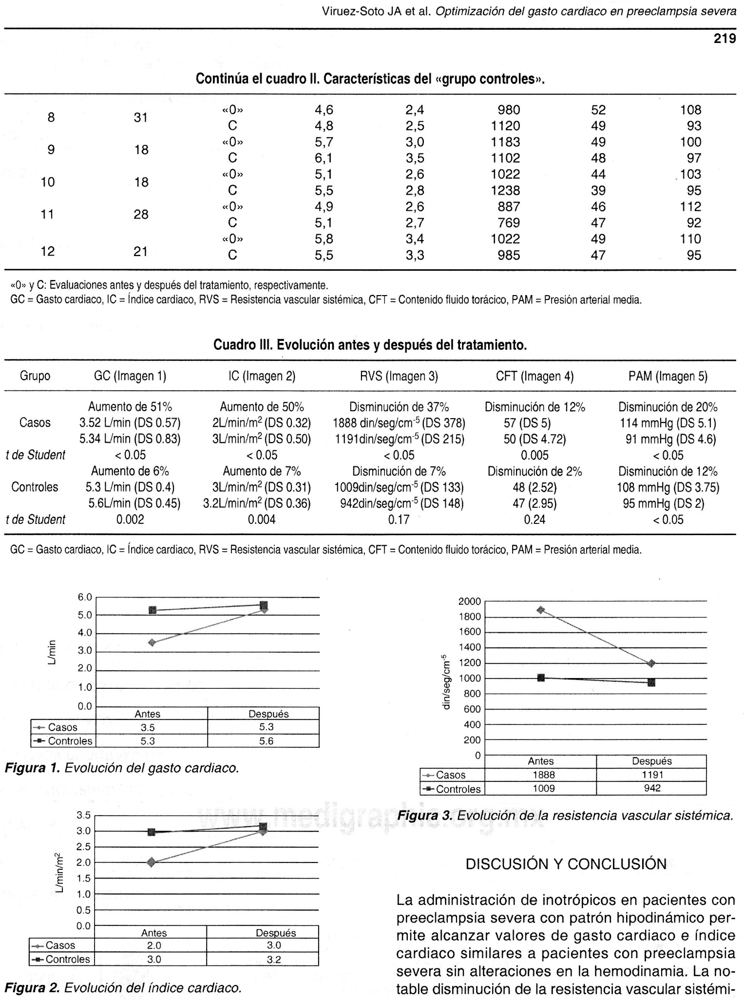 Viruez-Soto JA et al. Optimización del gasto cardiaco en preeclampsia severa
219
Continúa el cuadro II. Características del «grupo controles».
8 31 «0» 4,6 2,4 980 52 108
C 4,8 2,5 1120 49 93
9 18 «0» 5,7 3,0 1183 49 100
C 6,1 3,5 1102 48 97
10 18 «0» 5,1 2,6 1022 44 103
C 5,5 2,8 1238 39 95
11 28 «0» 4,9 2,6 887 46 112
C 5,1 2,7 769 47 92
12 21 «0» 5,8 3,4 1022 49 110
C 5,5 3,3 985 47 95
«0» y C: Evaluaciones antes y después del tratamiento, respectivamente.
GC = Gasto cardiaco, IC = Índice cardiaco, RVS = Resistencia vascular sistémica, CFT = Contenido fluido torácico, PAM = Presión arterial media.
Cuadro III. Evolución antes y después del tratamiento.
Grupo GC (Imagen 1) IC (Imagen 2) RVS (Imagen 3) CFT (Imagen 4) PAM (Imagen 5)
Aumento de 51% Aumento de 50% Disminución de 37% Disminución de 12% Disminución de 20%
Casos 3.52 L/min (DS 0.57) 2L/min/m² (DS 0.32) 1888 din/seg/cm⁻⁵ (DS 378) 57 (DS 5) 114 mmHg (DS 5.1)
5.34 L/min (DS 0.83) 3L/min/m² (DS 0.50) 1191din/seg/cm⁻⁵ (DS 215) 50 (DS 4.72) 91 mmHg (DS 4.6)
t de Student < 0.05 < 0.05 < 0.05 0.005 < 0.05
Aumento de 6% Aumento de 7% Disminución de 7% Disminución de 2% Disminución de 12%
Controles 5.3 L/min (DS 0.4) 3L/min/m² (DS 0.31) 1009din/seg/cm⁻⁵ (DS 133) 48 (2.52) 108 mmHg (DS 3.75)
5.6L/min (DS 0.45) 3.2L/min/m² (DS 0.36) 942din/seg/cm⁻⁵ (DS 148) 47 (2.95) 95 mmHg (DS 2)
t de Student 0.002 0.004 0.17 0.24 < 0.05
GC = Gasto cardiaco, IC = Índice cardiaco, RVS = Resistencia vascular sistémica, CFT = Contenido fluido torácico, PAM = Presión arterial media.
L/min
6.0
5.0
4.0
3.0
2.0
1.0
0.0
Antes Después
Casos 3.5 5.3
Controles 5.3 5.6
Figura 1. Evolución del gasto cardiaco.
L/min/m²
3.5
3.0
2.5
2.0
1.5
1.0
0.5
0.0
Antes Después
Casos 2.0 3.0
Controles 3.0 3.2
Figura 2. Evolución del índice cardiaco.
din/seg/cm⁻⁵
2000
1800
1600
1400
1200
1000
800
600
400
200
0
Antes Después
Casos 1888 1191
Controles 1009 942
www.medigraphic.org.mx
Figura 3. Evolución de la resistencia vascular sistémica.
DISCUSIÓN Y CONCLUSIÓN
La administración de inotrópicos en pacientes con
preeclampsia severa con patrón hipodinámico per-
mite alcanzar valores de gasto cardiaco e índice
cardiaco similares a pacientes con preeclampsia
severa sin alteraciones en la hemodinamia. La no-
table disminución de la resistencia vascular sistémi-